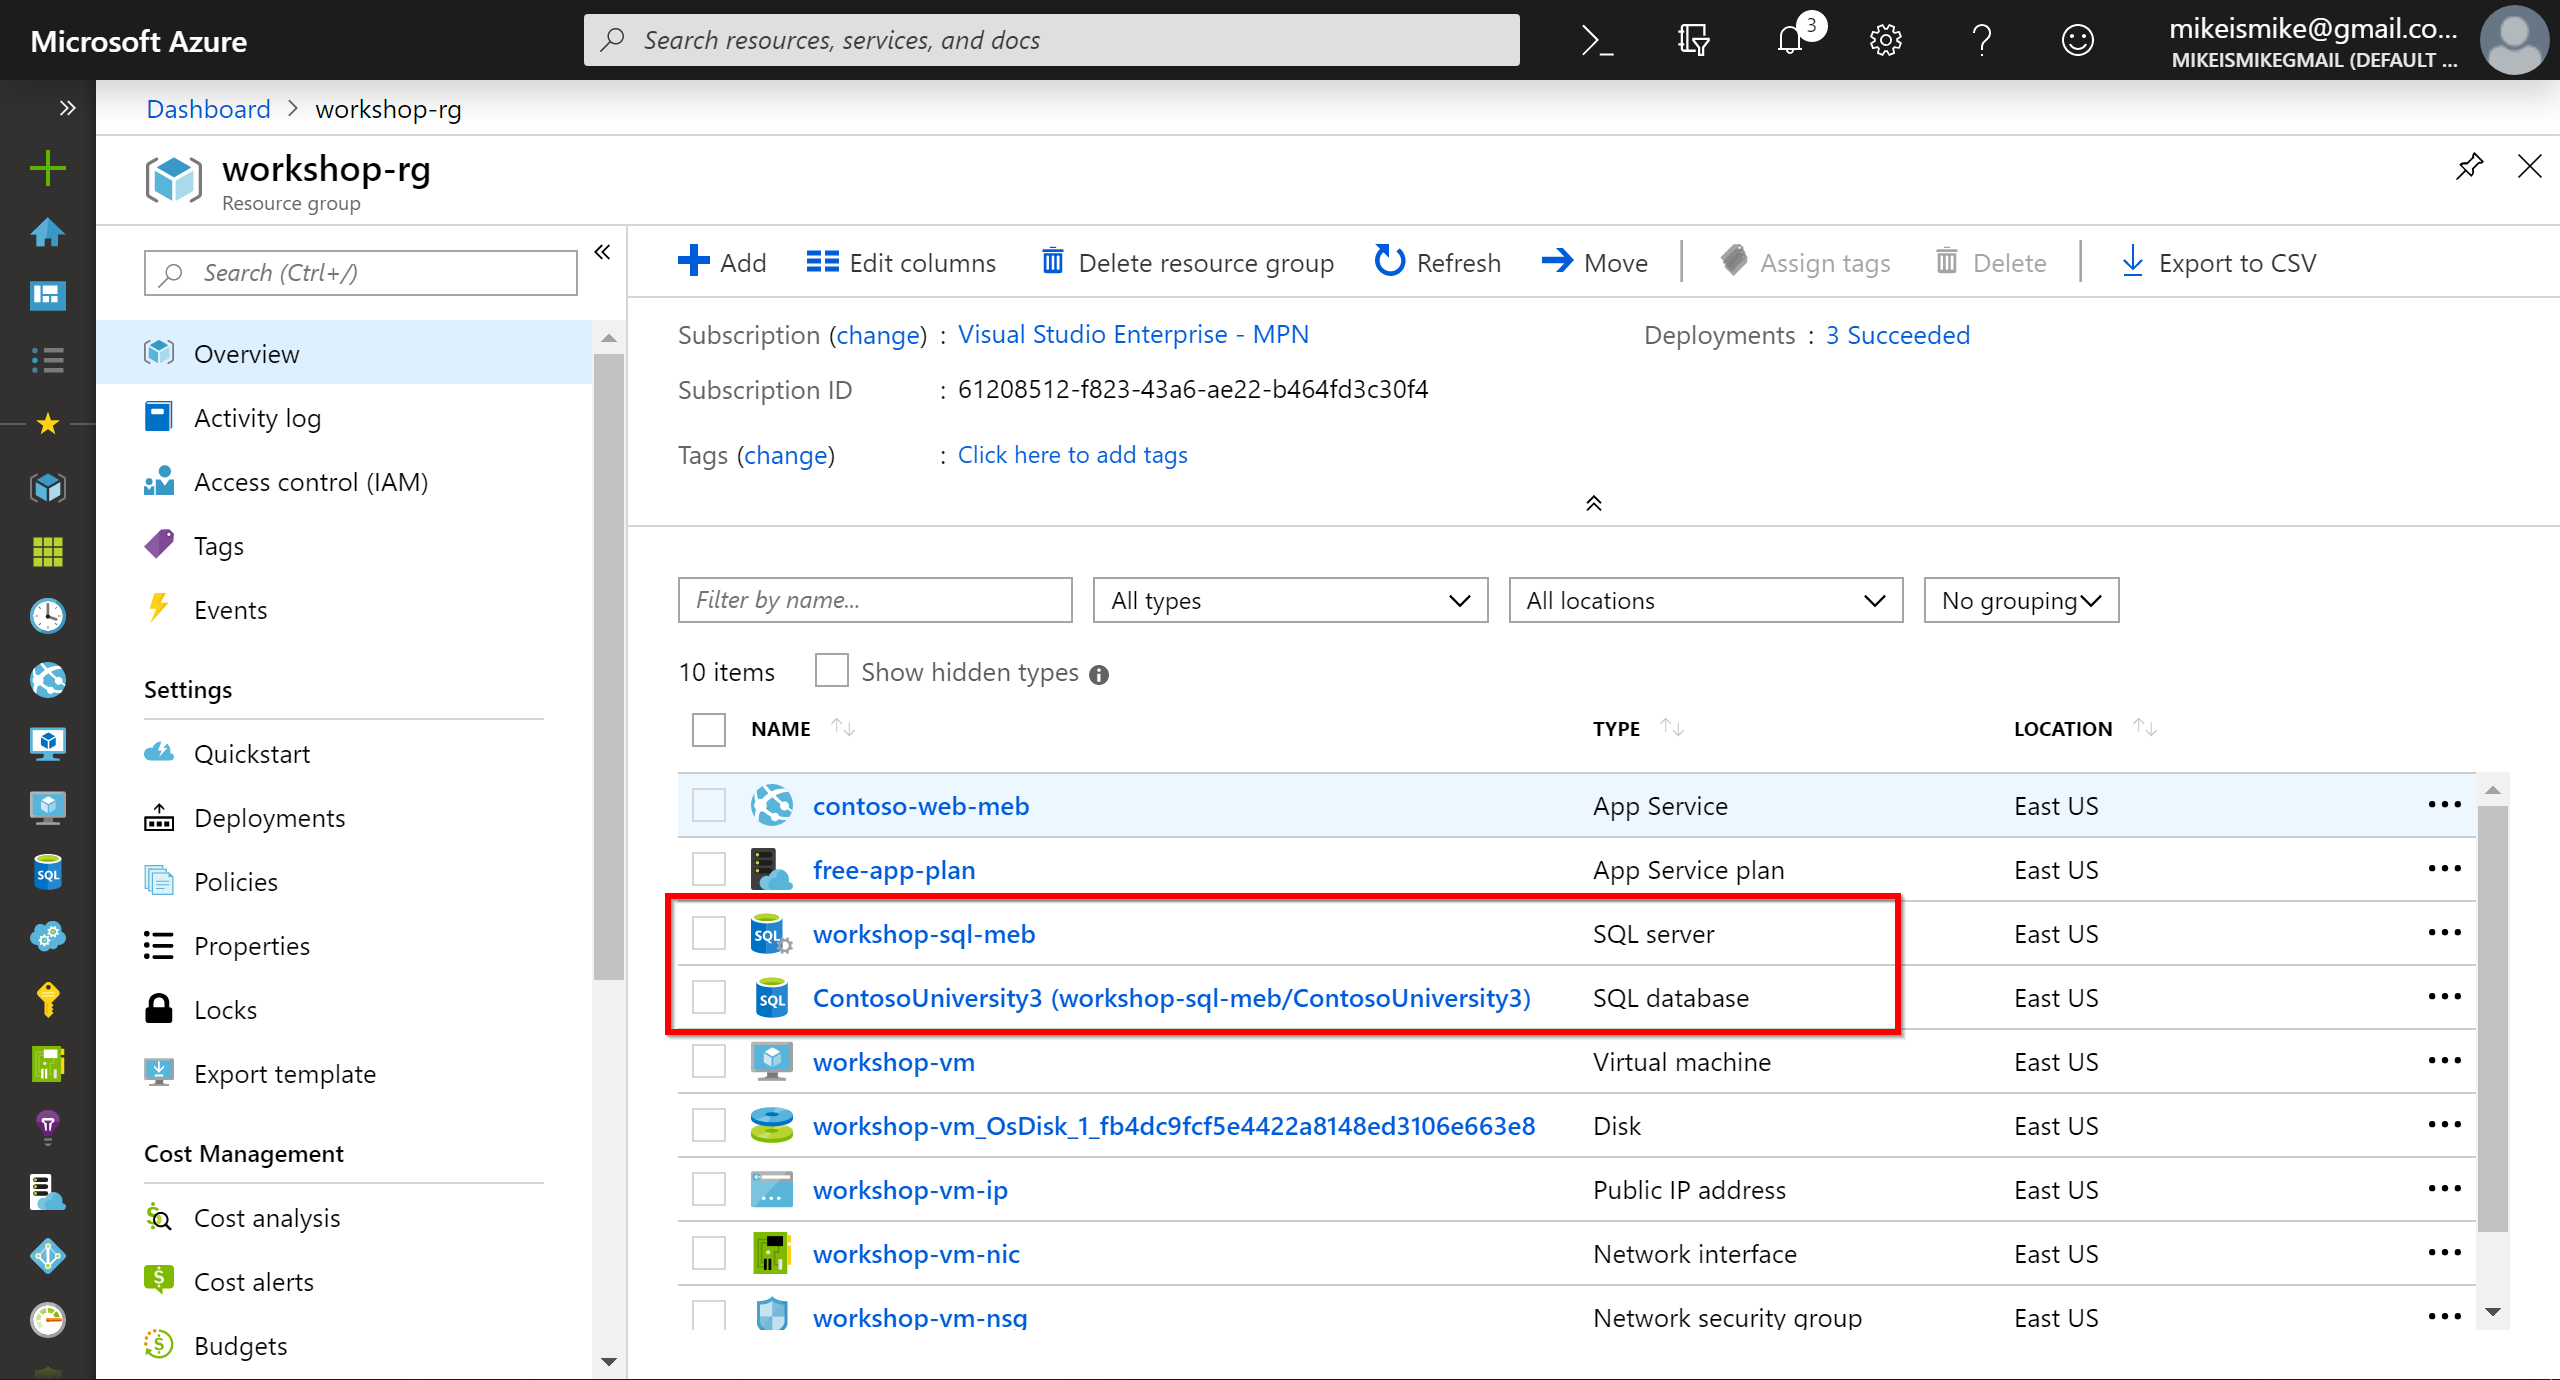 Microsoft Azure
Search resources, services, and docs
3
mikeismike@gmail.co...
MIKEISMIKEGMAIL (DEFAULT ...
Dashboard > workshop-rg
workshop-rg
Resource group
Search (Ctrl+/)
Overview
Activity log
Access control (IAM)
Tags
Events
Settings
Quickstart
Deployments
Policies
Properties
Locks
Export template
Cost Management
Cost analysis
Cost alerts
Budgets
Add Edit columns Delete resource group Refresh Move Assign tags Delete Export to CSV
Subscription (change) : Visual Studio Enterprise - MPN Deployments : 3 Succeeded
Subscription ID : 61208512-f823-43a6-ae22-b464fd3c30f4
Tags (change) : Click here to add tags
Filter by name... All types All locations No grouping
10 items Show hidden types
NAME TYPE LOCATION
contoso-web-meb App Service East US
free-app-plan App Service plan East US
SQL workshop-sql-meb SQL server East US
SQL ContosoUniversity3 (workshop-sql-meb/ContosoUniversity3) SQL database East US
workshop-vm Virtual machine East US
workshop-vm_OsDisk_1_fb4dc9fcf5e4422a8148ed3106e663e8 Disk East US
workshop-vm-ip Public IP address East US
workshop-vm-nic Network interface East US
workshop-vm-nsg Network security group East US
SQL